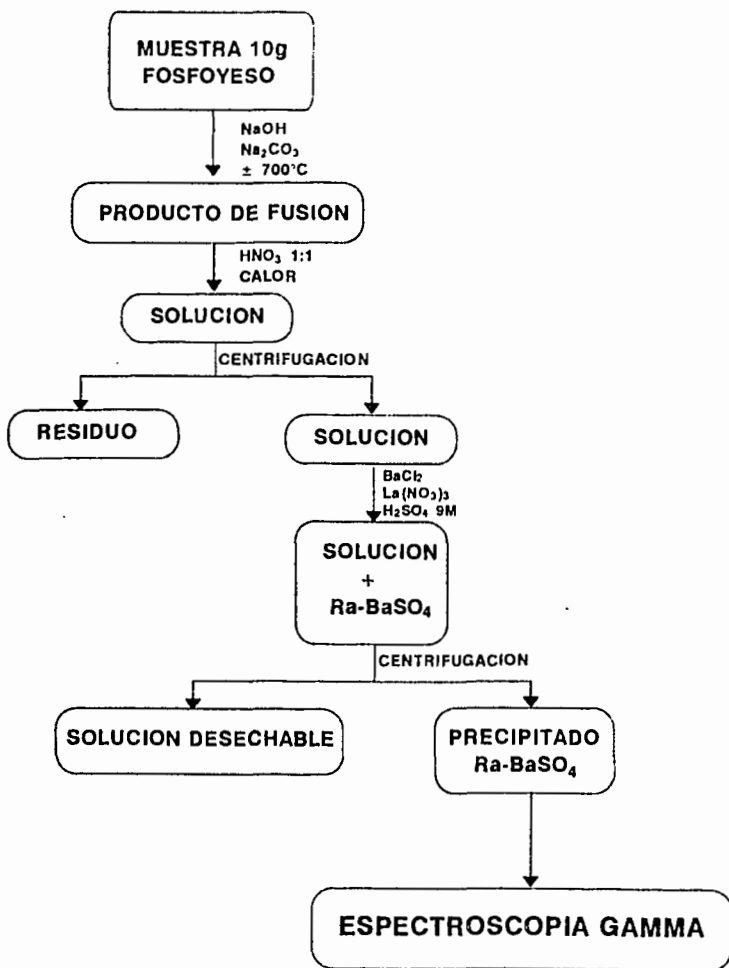 MUESTRA 10g
FOSFOYESO
NaOH
Na₂CO₃
± 700°C
PRODUCTO DE FUSION
HNO₃ 1:1
CALOR
SOLUCION
CENTRIFUGACION
RESIDUO
SOLUCION
BaCl₂
La(NO₃)₃
H₂SO₄ 9M
SOLUCION
+
Ra-BaSO₄
CENTRIFUGACION
SOLUCION DESECHABLE
PRECIPITADO
Ra-BaSO₄
ESPECTROSCOPIA GAMMA